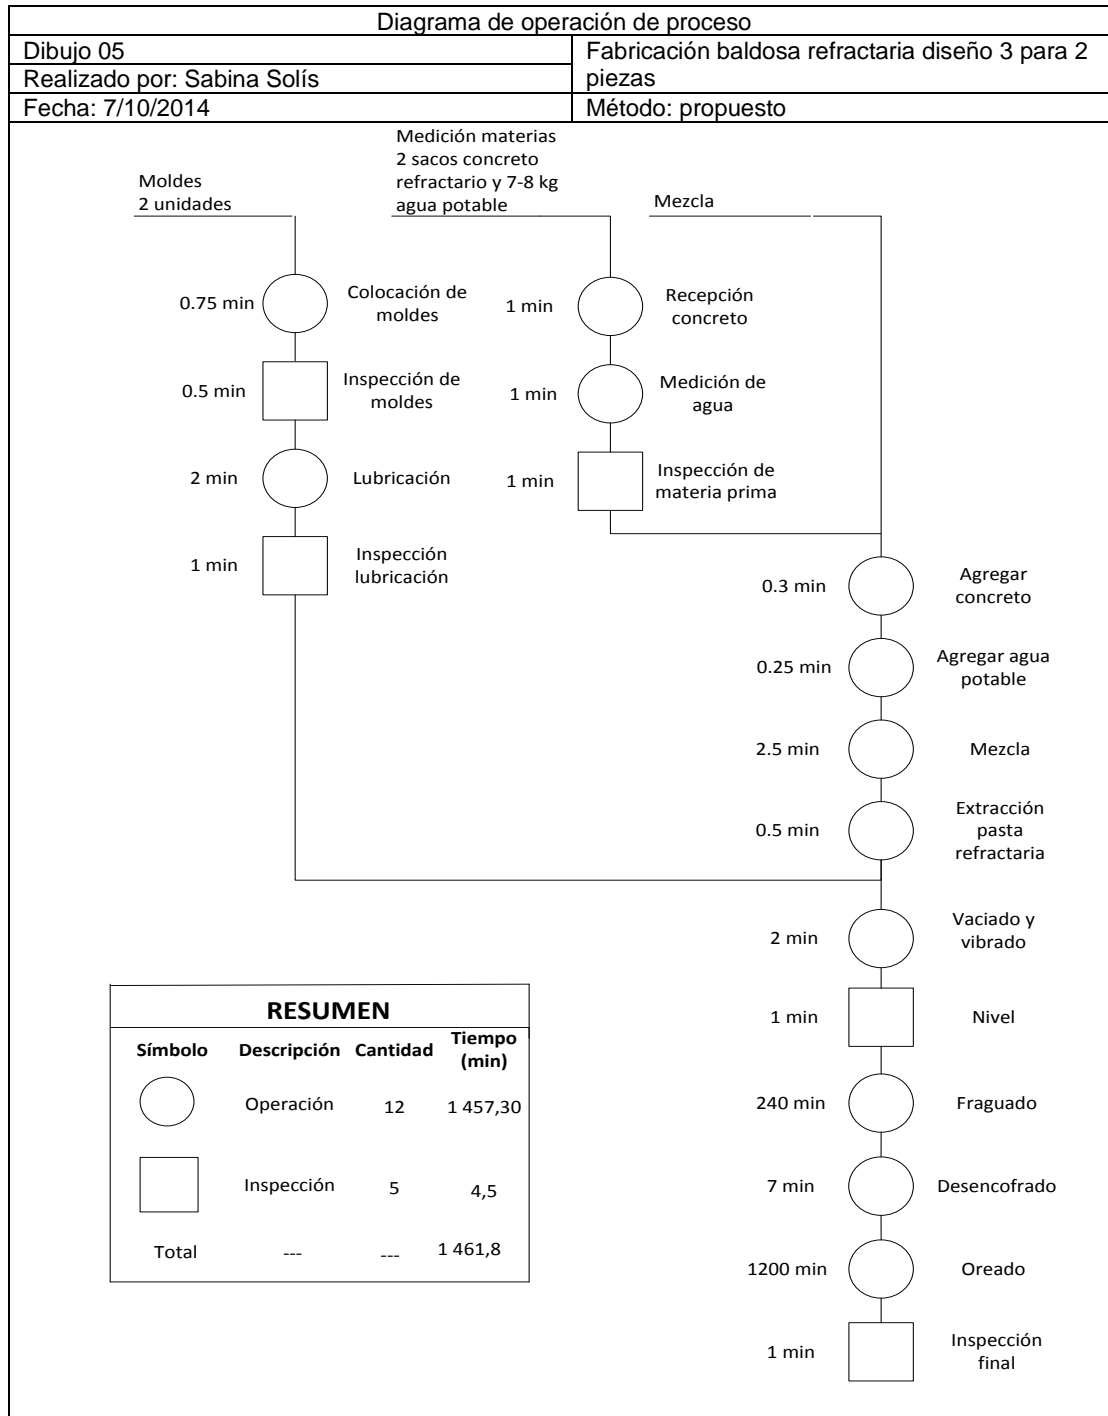 Diagrama de operación de proceso
Dibujo 05
Realizado por: Sabina Solís
Fecha: 7/10/2014
Fabricación baldosa refractaria diseño 3 para 2
piezas
Método: propuesto
Moldes
2 unidades
Medición materias
2 sacos concreto
refractario y 7-8 kg
agua potable
Mezcla
0.75 min
Colocación de
moldes
0.5 min
Inspección de
moldes
2 min
Lubricación
1 min
Inspección
lubricación
1 min
Recepción
concreto
1 min
Medición de
agua
1 min
Inspección de
materia prima
0.3 min
Agregar
concreto
0.25 min
Agregar agua
potable
2.5 min
Mezcla
0.5 min
Extracción
pasta
refractaria
2 min
Vaciado y
vibrado
1 min
Nivel
240 min
Fraguado
7 min
Desencofrado
1200 min
Oreado
1 min
Inspección
final
RESUMEN
Símbolo Descripción Cantidad Tiempo
(min)
Operación 12 1 457,30
Inspección 5 4,5
Total --- --- 1 461,8